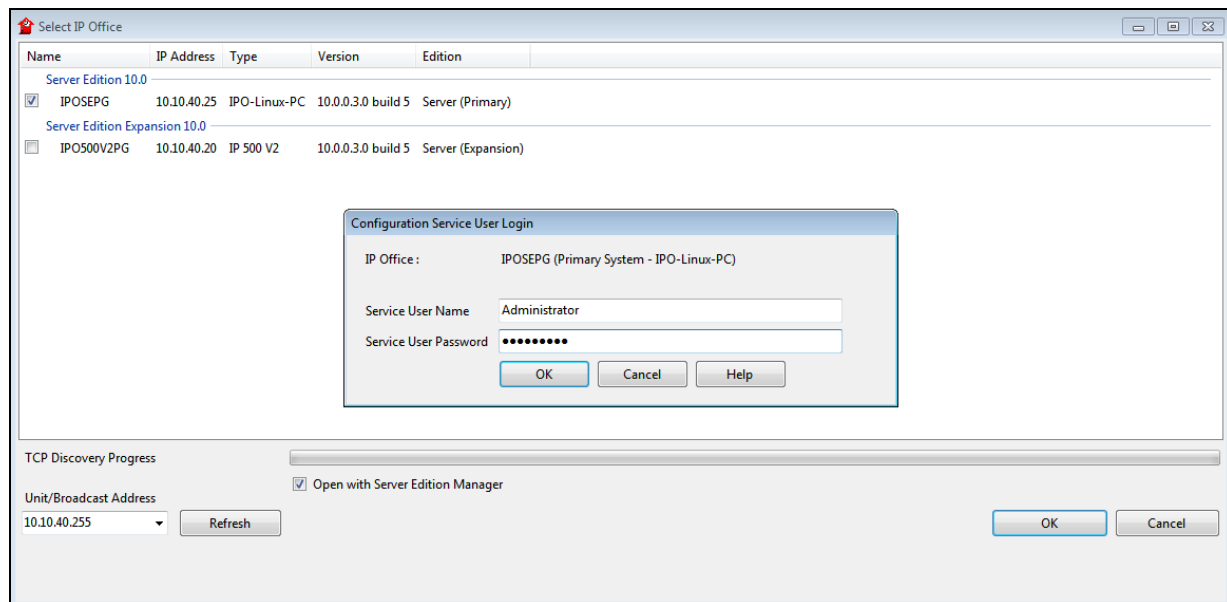 Select IP Office
Name IP Address Type Version Edition
Server Edition 10.0
IPOSEPG 10.10.40.25 IPO-Linux-PC 10.0.0.3.0 build 5 Server (Primary)
Server Edition Expansion 10.0
IPO500V2PG 10.10.40.20 IP 500 V2 10.0.0.3.0 build 5 Server (Expansion)
Configuration Service User Login
IP Office : IPOSEPG (Primary System - IPO-Linux-PC)
Service User Name Administrator
Service User Password •••••••••
OK Cancel Help
TCP Discovery Progress
Open with Server Edition Manager
Unit/Broadcast Address
10.10.40.255 Refresh OK Cancel